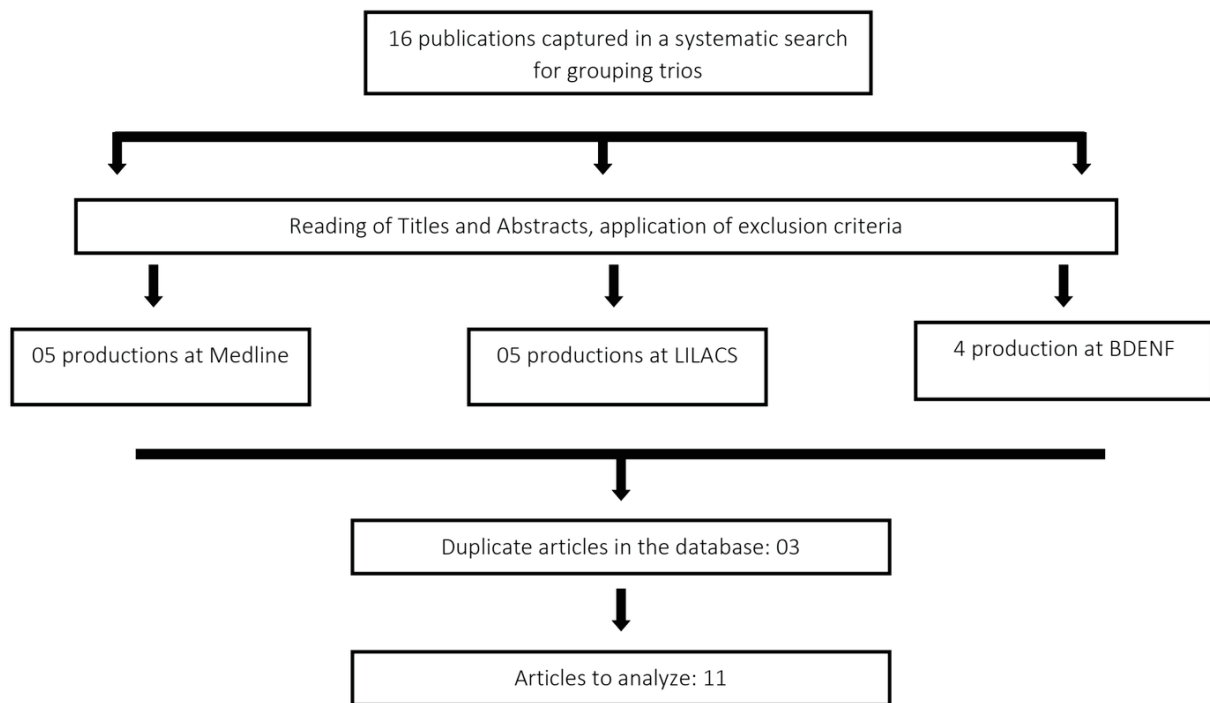 16 publications captured in a systematic search
for grouping trios
Reading of Titles and Abstracts, application of exclusion criteria
05 productions at Medline
05 productions at LILACS
4 production at BDENF
Duplicate articles in the database: 03
Articles to analyze: 11